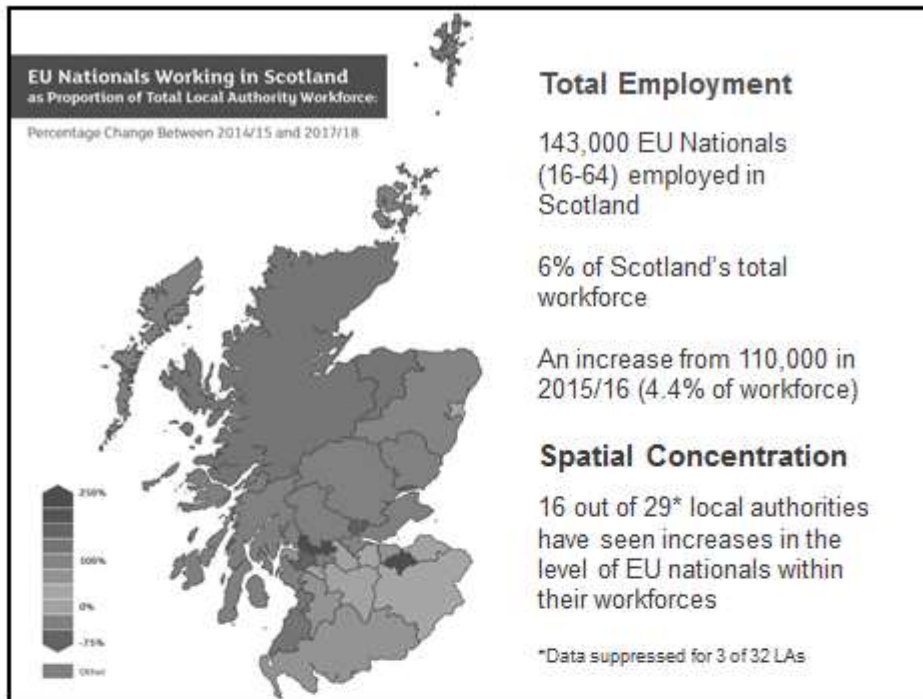 EU Nationals Working in Scotland
as Proportion of Total Local Authority Workforce:
Percentage Change Between 2014/15 and 2017/18
250%
100%
0%
-75%
Other
Total Employment
143,000 EU Nationals
(16-64) employed in
Scotland
6% of Scotland's total
workforce
An increase from 110,000 in
2015/16 (4.4% of workforce)
Spatial Concentration
16 out of 29* local authorities
have seen increases in the
level of EU nationals within
their workforces
*Data suppressed for 3 of 32 LAs